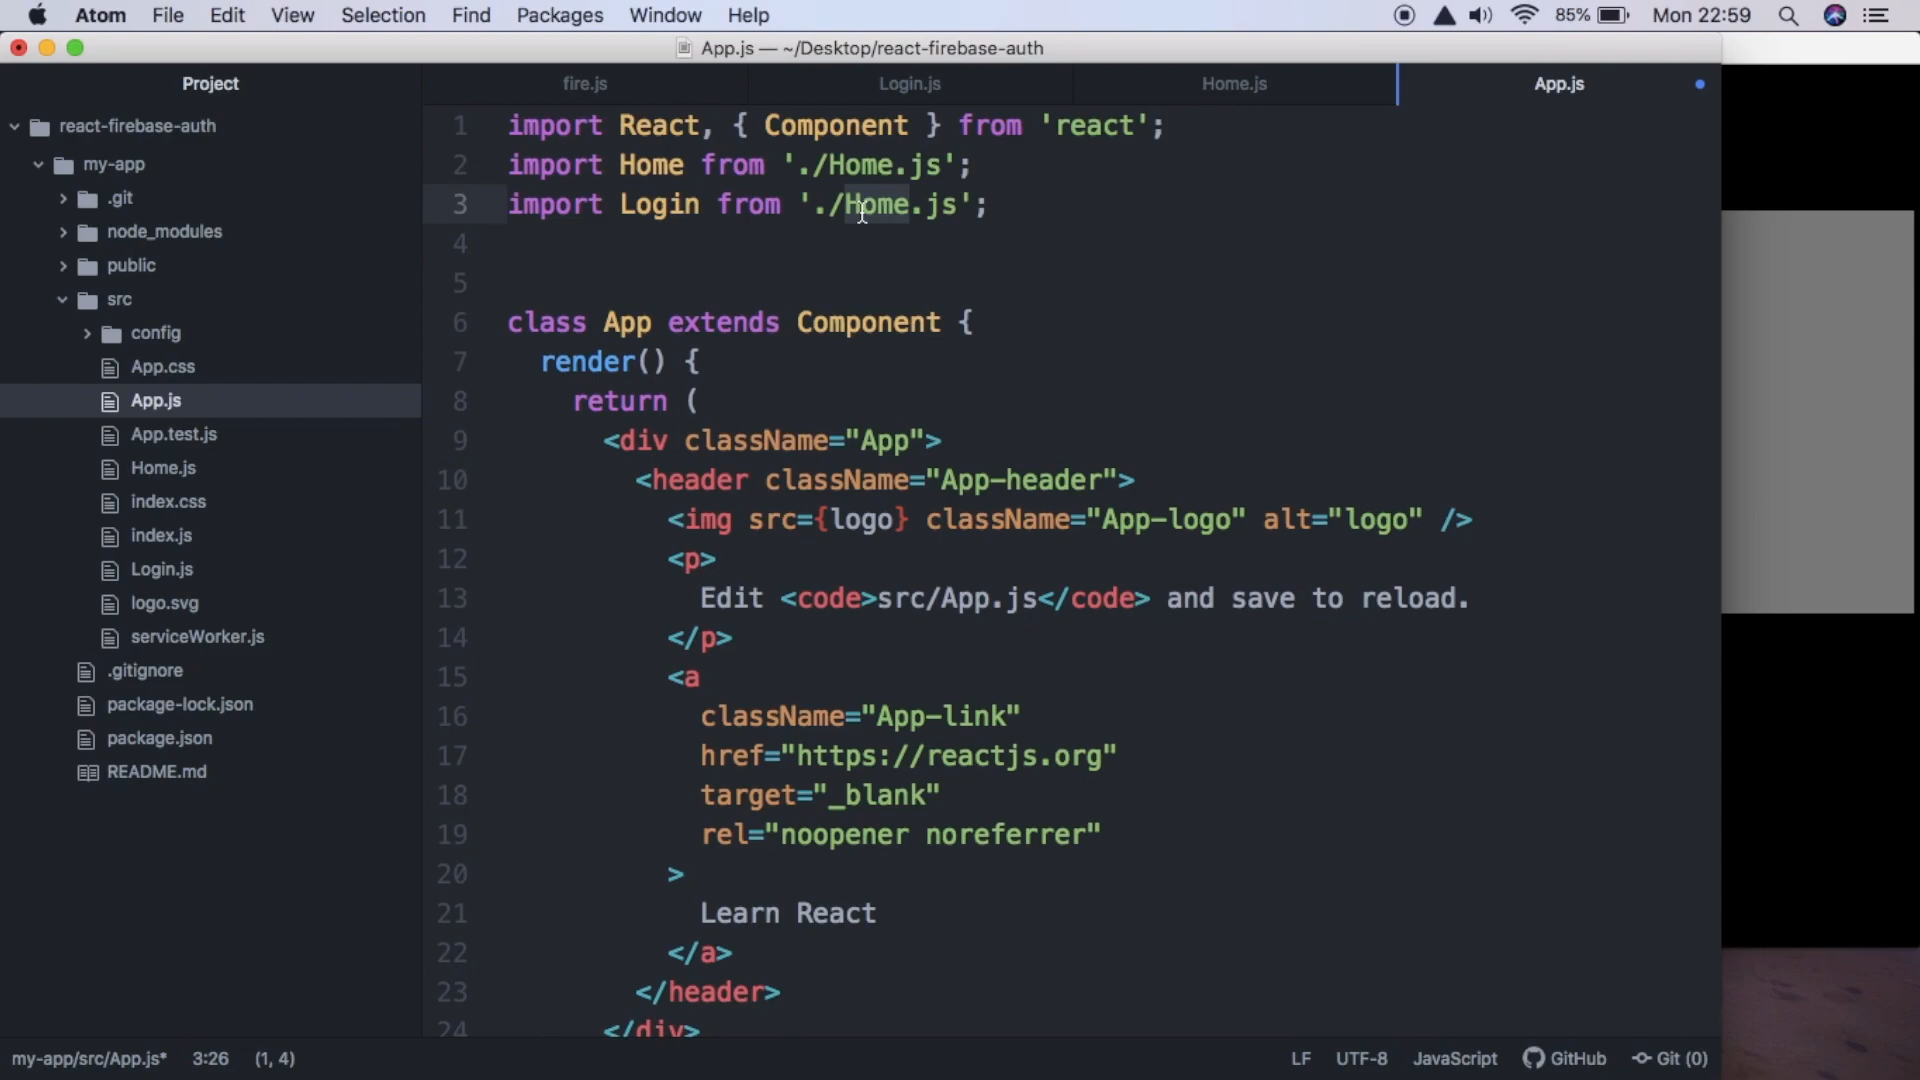 Atom File Edit View Selection Find Packages Window Help 85% Mon 22:59
App.js — ~/Desktop/react-firebase-auth
Project
react-firebase-auth
my-app
.git
node_modules
public
src
config
App.css
App.js
App.test.js
Home.js
index.css
index.js
Login.js
logo.svg
serviceWorker.js
.gitignore
package-lock.json
package.json
README.md
fire.js Login.js Home.js App.js
1 import React, { Component } from 'react';
2 import Home from './Home.js';
3 import Login from './Home.js';
4
5
6 class App extends Component {
7 render() {
8 return (
9 <div className="App">
10 <header className="App-header">
11 <img src={logo} className="App-logo" alt="logo" />
12 <p>
13 Edit <code>src/App.js</code> and save to reload.
14 </p>
15 <a
16 className="App-link"
17 href="https://reactjs.org"
18 target="_blank"
19 rel="noopener noreferrer"
20 >
21 Learn React
22 </a>
23 </header>
24 </div>
my-app/src/App.js* 3:26 (1, 4) LF UTF-8 JavaScript GitHub Git (0)